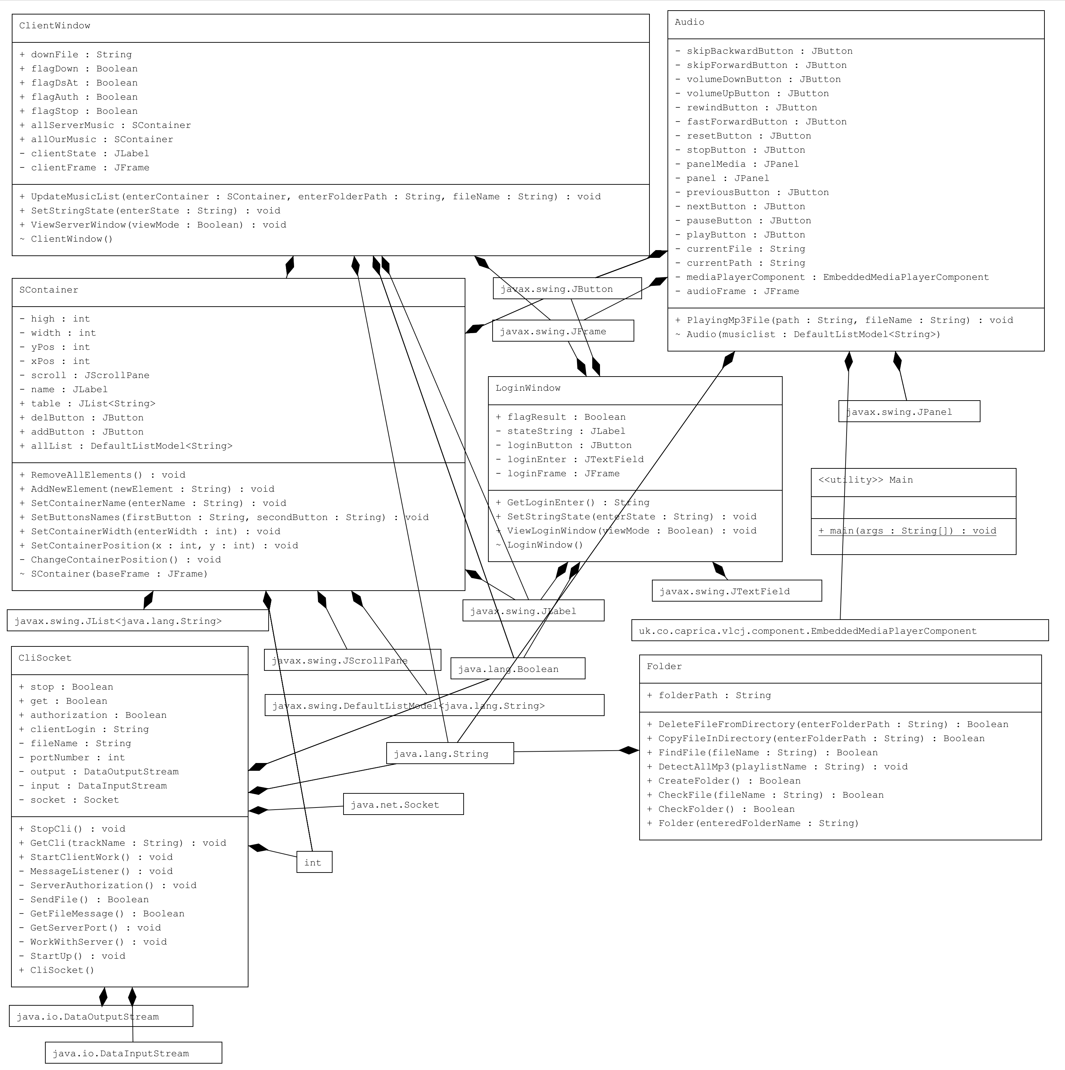 ClientWindow
+ downFile : String
+ flagDown : Boolean
+ flagDsAt : Boolean
+ flagAuth : Boolean
+ flagStop : Boolean
+ allServerMusic : SContainer
+ allOurMusic : SContainer
- clientState : JLabel
- clientFrame : JFrame
+ UpdateMusicList(enterContainer : SContainer, enterFolderPath : String, fileName : String) : void
+ SetStringState(enterState : String) : void
+ ViewServerWindow(viewMode : Boolean) : void
~ ClientWindow()
Audio
- skipBackwardButton : JButton
- skipForwardButton : JButton
- volumeDownButton : JButton
- volumeUpButton : JButton
- rewindButton : JButton
- fastForwardButton : JButton
- resetButton : JButton
- stopButton : JButton
- panelMedia : JPanel
- panel : JPanel
- previousButton : JButton
- nextButton : JButton
- pauseButton : JButton
- playButton : JButton
- currentFile : String
- currentPath : String
- mediaPlayerComponent : EmbeddedMediaPlayerComponent
- audioFrame : JFrame
+ PlayingMp3File(path : String, fileName : String) : void
~ Audio(musiclist : DefaultListModel<String>)
javax.swing.JButton
javax.swing.JFrame
SContainer
- high : int
- width : int
- yPos : int
- xPos : int
- scroll : JScrollPane
- name : JLabel
+ table : JList<String>
+ delButton : JButton
+ addButton : JButton
+ allList : DefaultListModel<String>
+ RemoveAllElements() : void
+ AddNewElement(newElement : String) : void
+ SetContainerName(enterName : String) : void
+ SetButtonsNames(firstButton : String, secondButton : String) : void
+ SetContainerWidth(enterWidth : int) : void
+ SetContainerPosition(x : int, y : int) : void
- ChangeContainerPosition() : void
~ SContainer(baseFrame : JFrame)
LoginWindow
+ flagResult : Boolean
- stateString : JLabel
- loginButton : JButton
- loginEnter : JTextField
- loginFrame : JFrame
+ GetLoginEnter() : String
+ SetStringState(enterState : String) : void
+ ViewLoginWindow(viewMode : Boolean) : void
~ LoginWindow()
javax.swing.JPanel
<<utility>> Main
+ main(args : String[]) : void
javax.swing.JTextField
javax.swing.JLabel
javax.swing.JList<java.lang.String>
uk.co.caprica.vlcj.component.EmbeddedMediaPlayerComponent
javax.swing.JScrollPane
java.lang.Boolean
javax.swing.DefaultListModel<java.lang.String>
java.lang.String
CliSocket
+ stop : Boolean
+ get : Boolean
+ authorization : Boolean
+ clientLogin : String
- fileName : String
- portNumber : int
- output : DataOutputStream
- input : DataInputStream
- socket : Socket
+ StopCli() : void
+ GetCli(trackName : String) : void
+ StartClientWork() : void
- MessageListener() : void
- ServerAuthorization() : void
- SendFile() : Boolean
- GetFileMessage() : Boolean
- GetServerPort() : void
- WorkWithServer() : void
- StartUp() : void
+ CliSocket()
Folder
+ folderPath : String
+ DeleteFileFromDirectory(enterFolderPath : String) : Boolean
+ CopyFileInDirectory(enterFolderPath : String) : Boolean
+ FindFile(fileName : String) : Boolean
+ DetectAllMp3(playlistName : String) : void
+ CreateFolder() : Boolean
+ CheckFile(fileName : String) : Boolean
+ CheckFolder() : Boolean
+ Folder(enteredFolderName : String)
java.net.Socket
int
java.io.DataOutputStream
java.io.DataInputStream